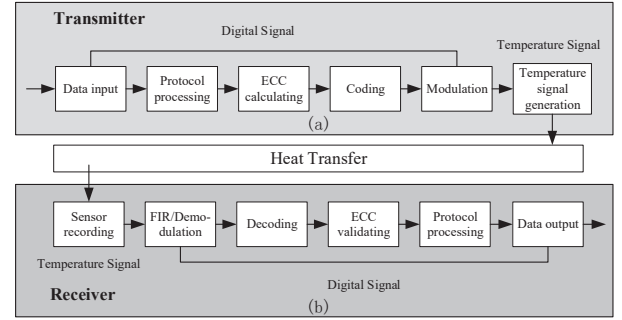 Transmitter
Digital Signal
Temperature Signal
Data input
Protocol
processing
ECC
calculating
Coding
Modulation
Temperature
signal
generation
(a)
Heat Transfer
Sensor
recording
FIR/Demo-
dulation
Decoding
ECC
validating
Protocol
processing
Data output
Temperature Signal
Digital Signal
Receiver
(b)